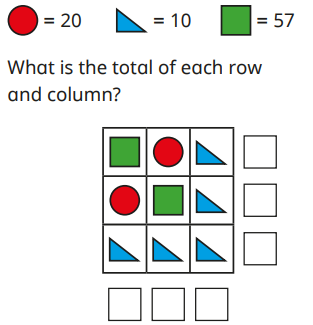 = 20 = 10 = 57
What is the total of each row
and column?